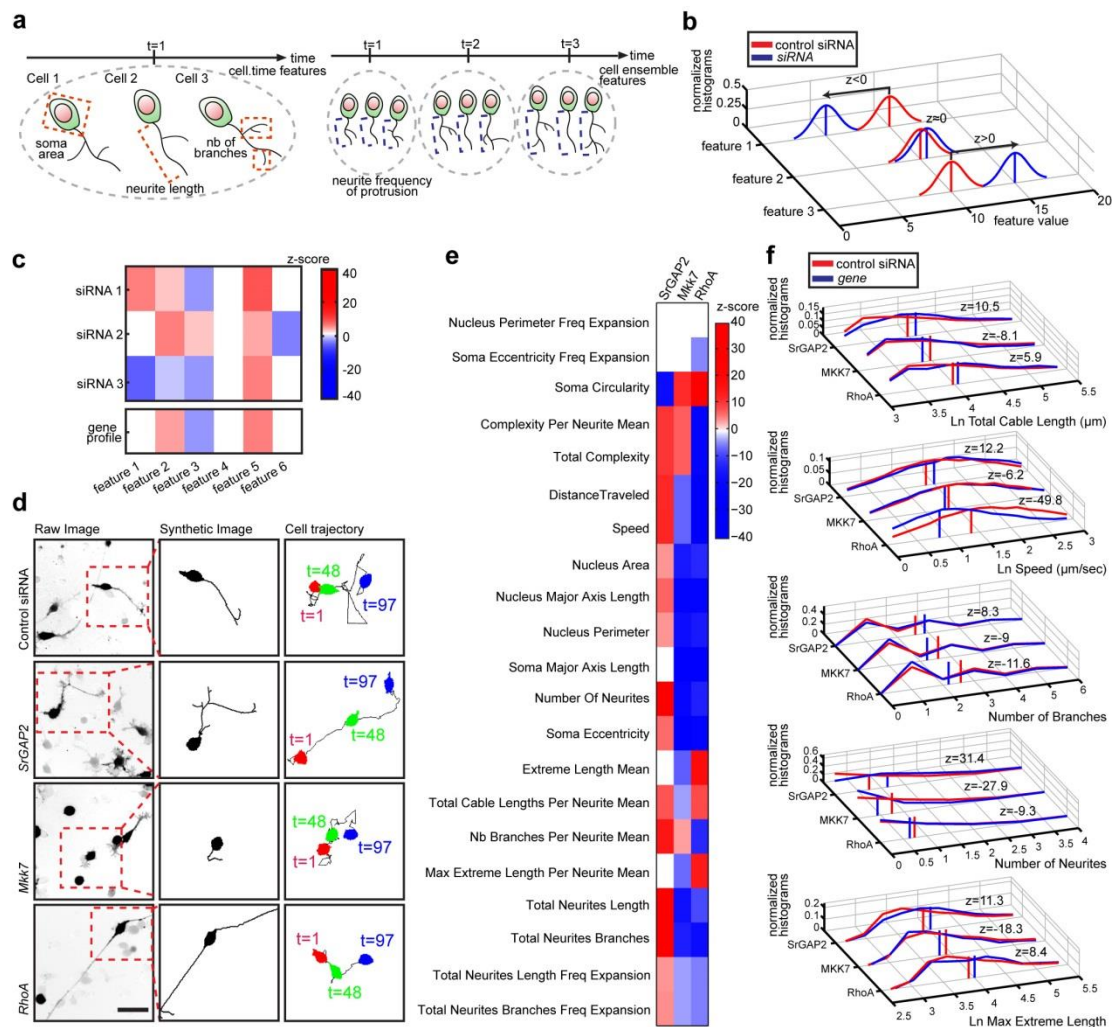 a
t=1
time
cell.time features
Cell 1
Cell 2
Cell 3
soma
area
nb of
branches
neurite length
t=1
t=2
t=3
time
cell ensemble
features
neurite frequency
of protrusion
b
control siRNA
siRNA
normalized
histograms
0.5
0.25
0
z<0
z≈0
z>0
feature 1
feature 2
feature 3
0
5
10
15
20
feature value
c
z-score
siRNA 1
siRNA 2
siRNA 3
gene
profile
40
20
0
-20
-40
feature 1
feature 2
feature 3
feature 4
feature 5
feature 6
d
Raw Image
Synthetic Image
Cell trajectory
Control siRNA
t=48
t=1
t=97
SrGAP2
t=97
t=1
t=48
Mkk7
t=48
t=1
t=97
RhoA
t=1
t=97
t=48
e
SrGAP2
Mkk7
RhoA
z-score
40
30
20
10
0
−10
−20
−30
−40
Nucleus Perimeter Freq Expansion
Soma Eccentricity Freq Expansion
Soma Circularity
Complexity Per Neurite Mean
Total Complexity
DistanceTraveled
Speed
Nucleus Area
Nucleus Major Axis Length
Nucleus Perimeter
Soma Major Axis Length
Number Of Neurites
Soma Eccentricity
Extreme Length Mean
Total Cable Lengths Per Neurite Mean
Nb Branches Per Neurite Mean
Max Extreme Length Per Neurite Mean
Total Neurites Length
Total Neurites Branches
Total Neurites Length Freq Expansion
Total Neurites Branches Freq Expansion
f
control siRNA
gene
normalized
histograms
0.15
0.1
0.05
0
z=10.5
z=-8.1
z=5.9
SrGAP2
MKK7
RhoA
3
3.5
4
4.5
5
5.5
Ln Total Cable Length (µm)
normalized
histograms
0.1
0.05
0
z=12.2
z=-6.2
z=-49.8
SrGAP2
MKK7
RhoA
0
0.5
1
1.5
2
2.5
3
Ln Speed (µm/sec)
normalized
histograms
0.4
0.2
0
z=8.3
z=-9
z=-11.6
SrGAP2
MKK7
RhoA
0
1
2
3
4
5
6
Number of Branches
normalized
histograms
0.6
0.4
0.2
0
z=31.4
z=-27.9
z=-9.3
SrGAP2
MKK7
RhoA
0
0.5
1
1.5
2
2.5
3
3.5
4
Number of Neurites
normalized
histograms
0.2
0.1
0
z=11.3
z=-18.3
z=8.4
SrGAP2
MKK7
RhoA
2.5
3
3.5
4
4.5
5
5.5
Ln Max Extreme Length